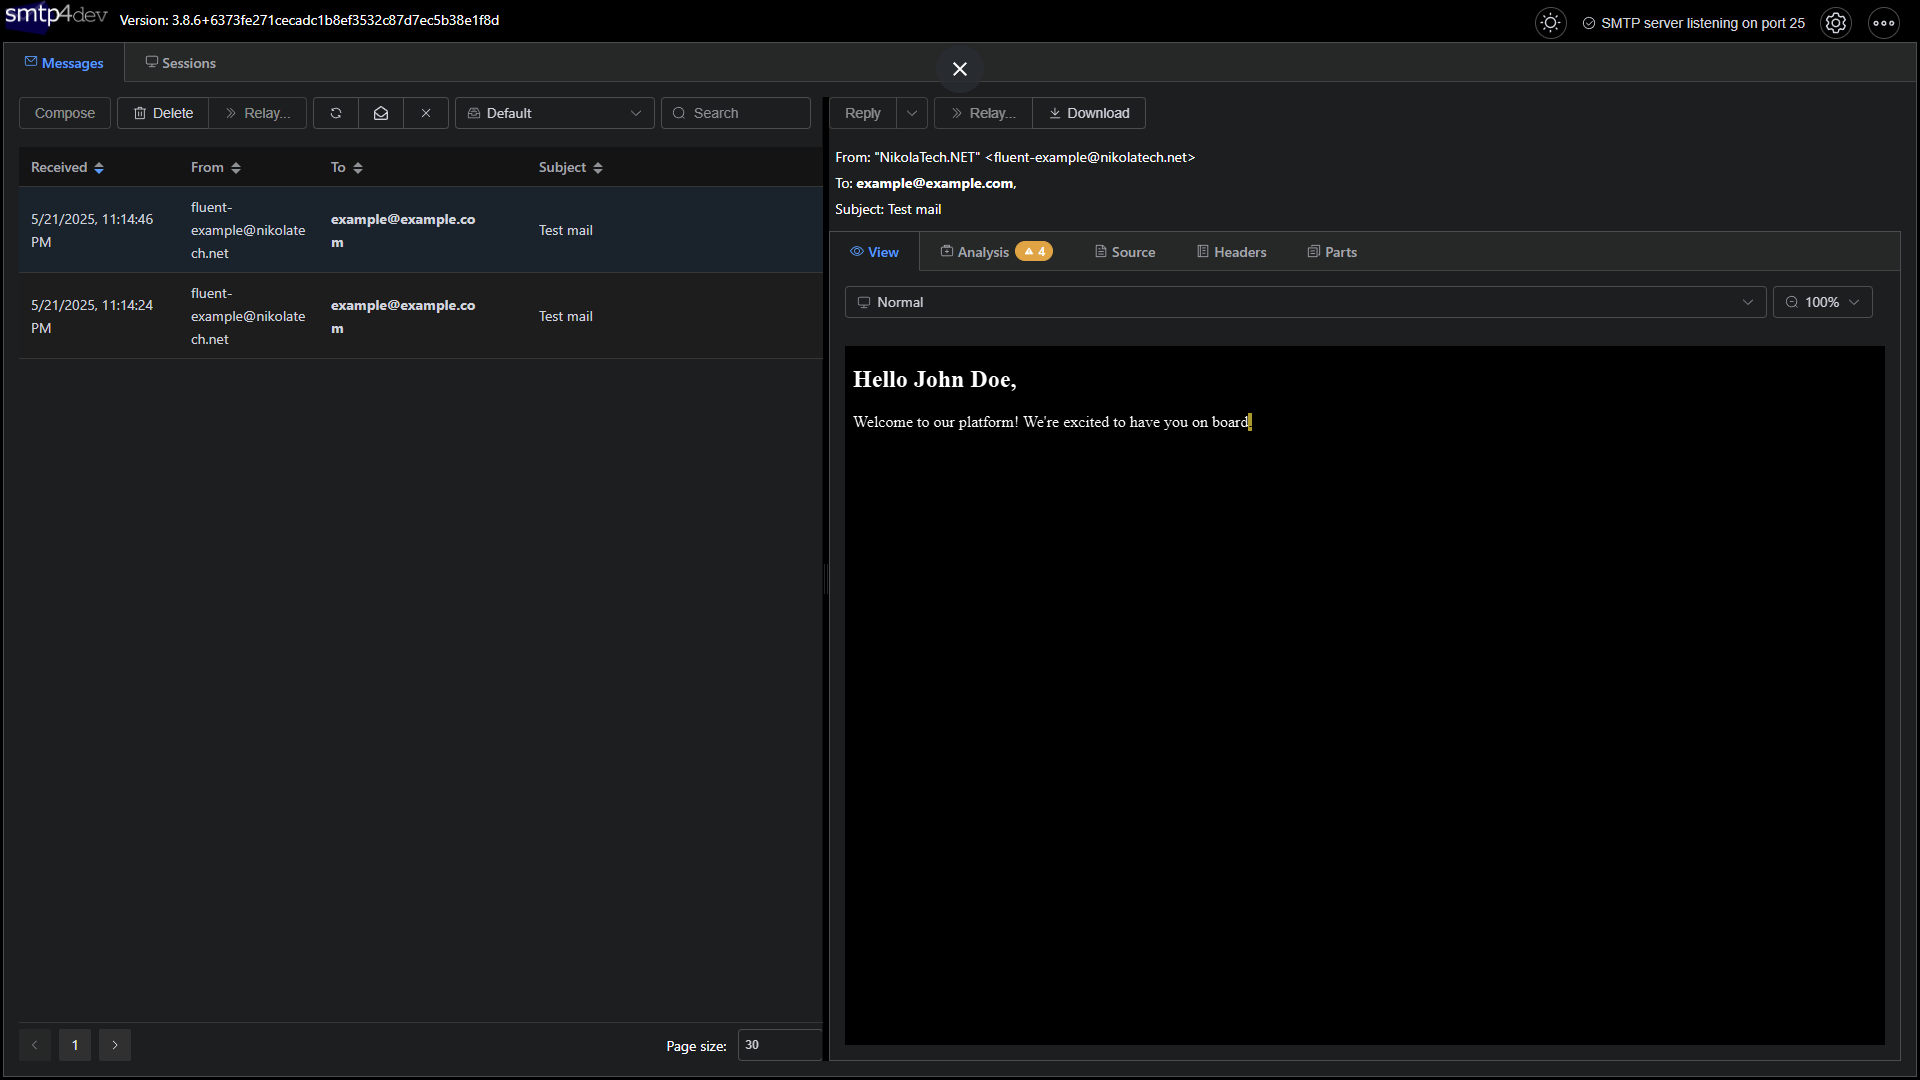 smtp4dev Version: 3.8.6+6373fe271cecadc1b8ef3532c87d7ec5b38e1f8d SMTP server listening on port 25
Messages Sessions
Compose Delete Relay... Default Search
Received From To Subject
5/21/2025, 11:14:46 PM
fluent-example@nikolatech.net
example@example.com
Test mail
5/21/2025, 11:14:24 PM
fluent-example@nikolatech.net
example@example.com
Test mail
1 Page size: 30
Reply Relay... Download
From: "NikolaTech.NET" <fluent-example@nikolatech.net>
To: example@example.com,
Subject: Test mail
View Analysis 4 Source Headers Parts
Normal 100%
Hello John Doe,
Welcome to our platform! We're excited to have you on board.